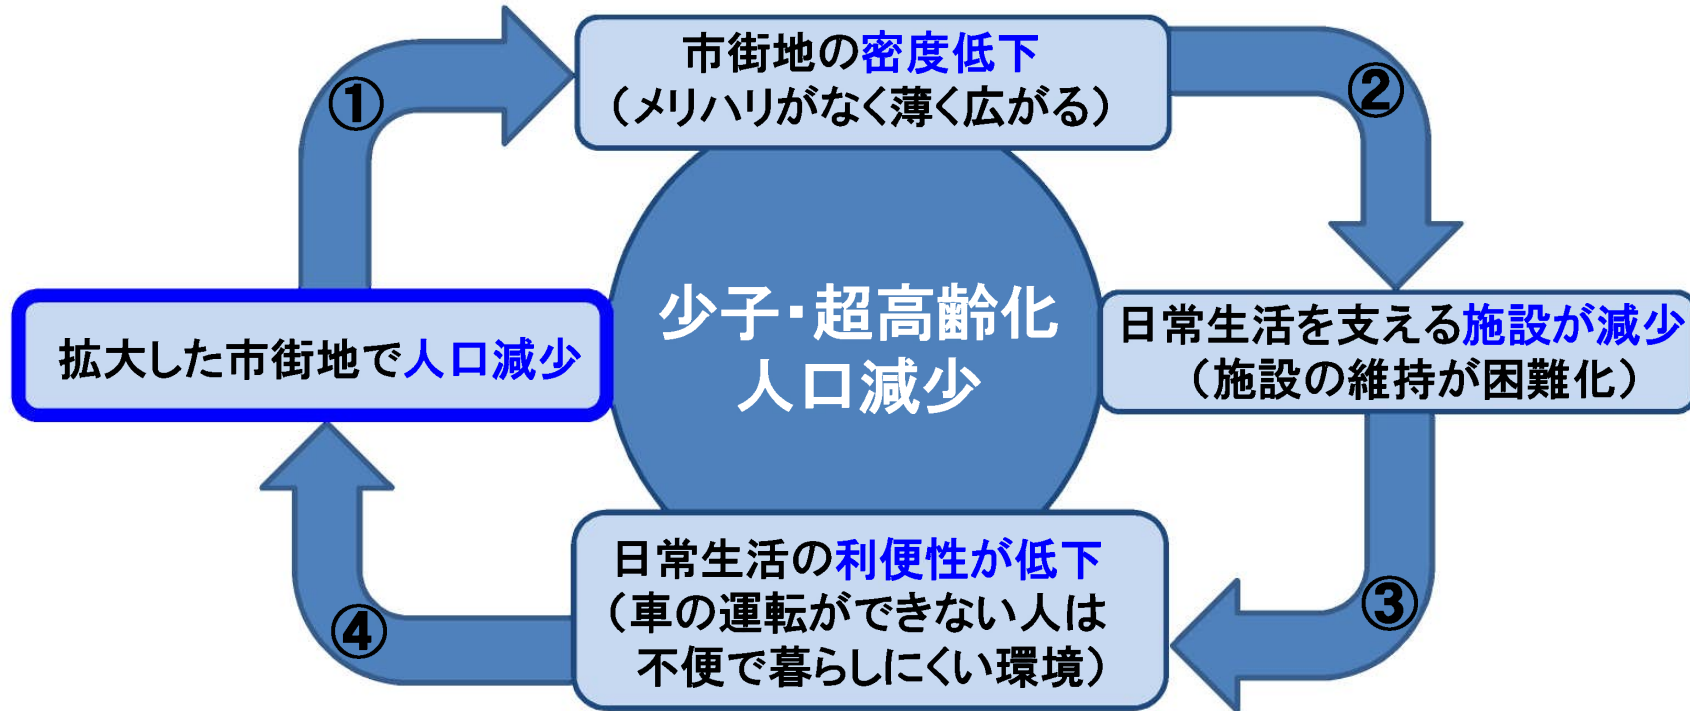 ①
市街地の密度低下
（メリハリがなく薄く広がる）
②
少子・超高齢化
人口減少
拡大した市街地で人口減少
日常生活を支える施設が減少
（施設の維持が困難化）
日常生活の利便性が低下
（車の運転ができない人は
不便で暮らしにくい環境）
③
④